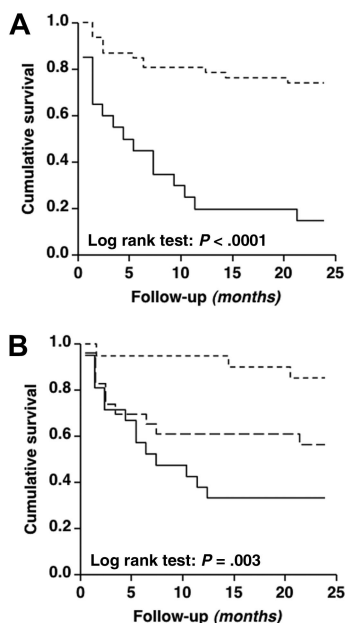 A
Cumulative survival
1.0
0.8
0.6
0.4
0.2
0.0
Log rank test: P < .0001
0 5 10 15 20 25
Follow-up (months)
B
Cumulative survival
1.0
0.8
0.6
0.4
0.2
0.0
Log rank test: P = .003
0 5 10 15 20 25
Follow-up (months)